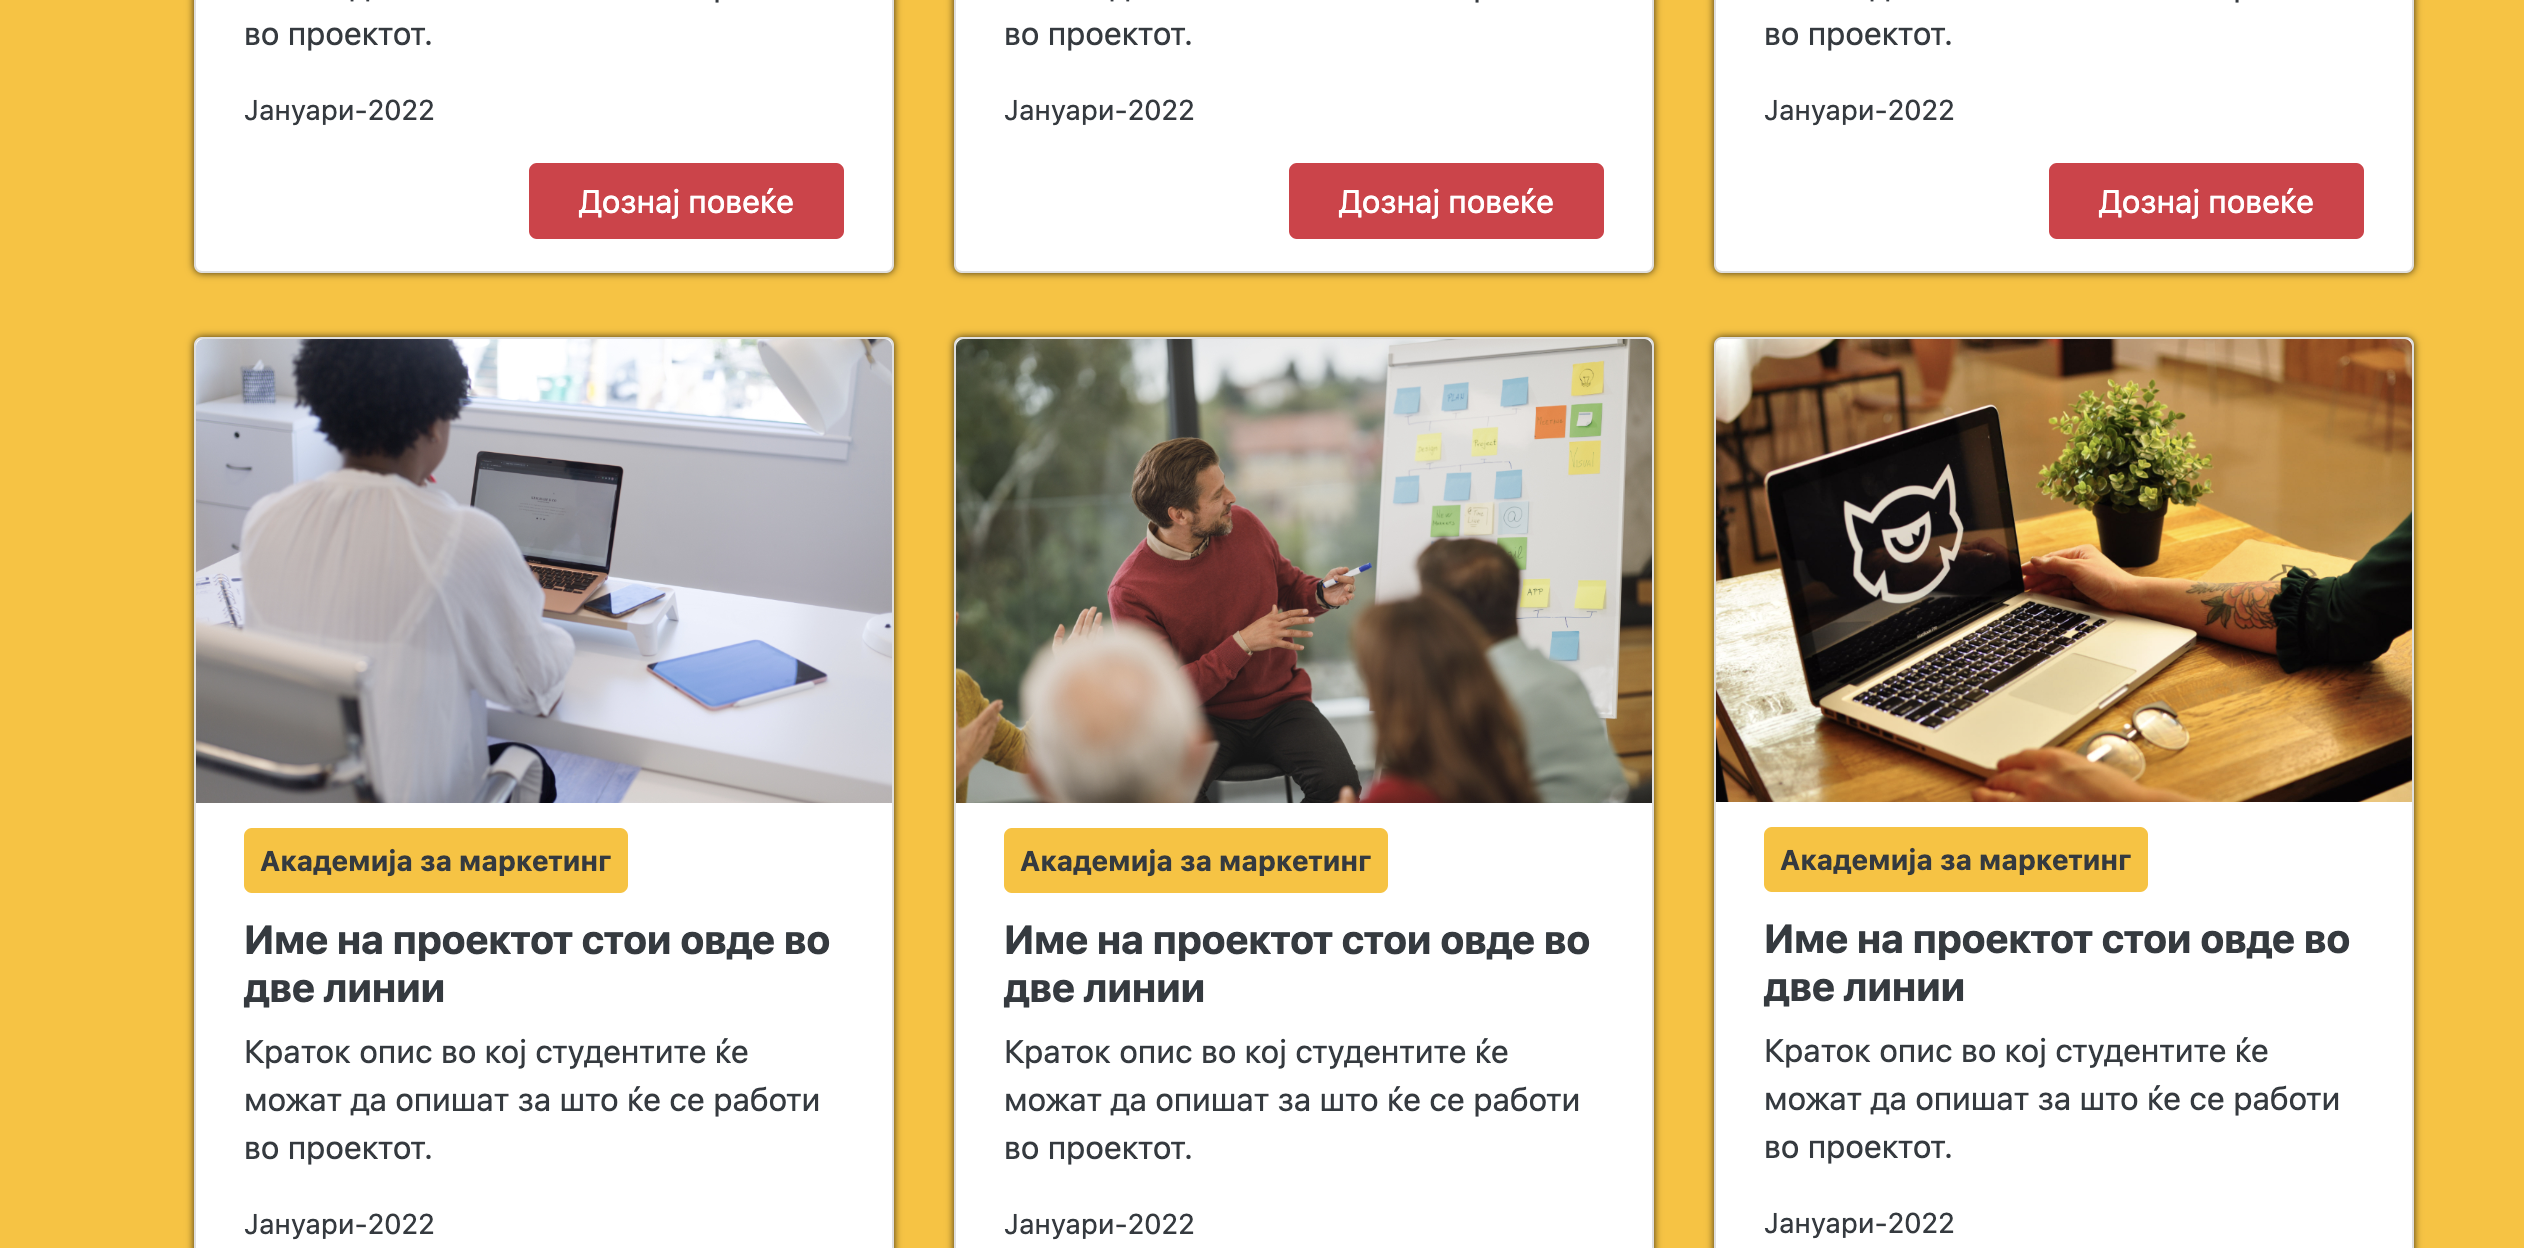 во проектот.
Јануари-2022
Дознај повеќе
во проектот.
Јануари-2022
Дознај повеќе
во проектот.
Јануари-2022
Дознај повеќе
Академија за маркетинг
Име на проектот стои овде во
две линии
Краток опис во кој студентите ќе
можат да опишат за што ќе се работи
во проектот.
Јануари-2022
PLAN
Project
@
APP
Академија за маркетинг
Име на проектот стои овде во
две линии
Краток опис во кој студентите ќе
можат да опишат за што ќе се работи
во проектот.
Јануари-2022
Академија за маркетинг
Име на проектот стои овде во
две линии
Краток опис во кој студентите ќе
можат да опишат за што ќе се работи
во проектот.
Јануари-2022